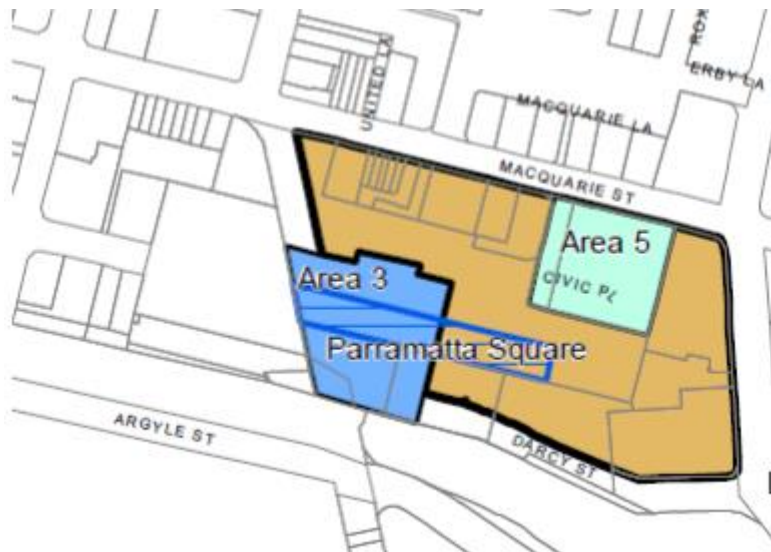 ERBY LA
UNITED LA
MACQUARIE LA
MACQUARIE ST
Area 5
CIVIC
Area 3
Parramatta Square
ARGYLE ST
DARCY ST